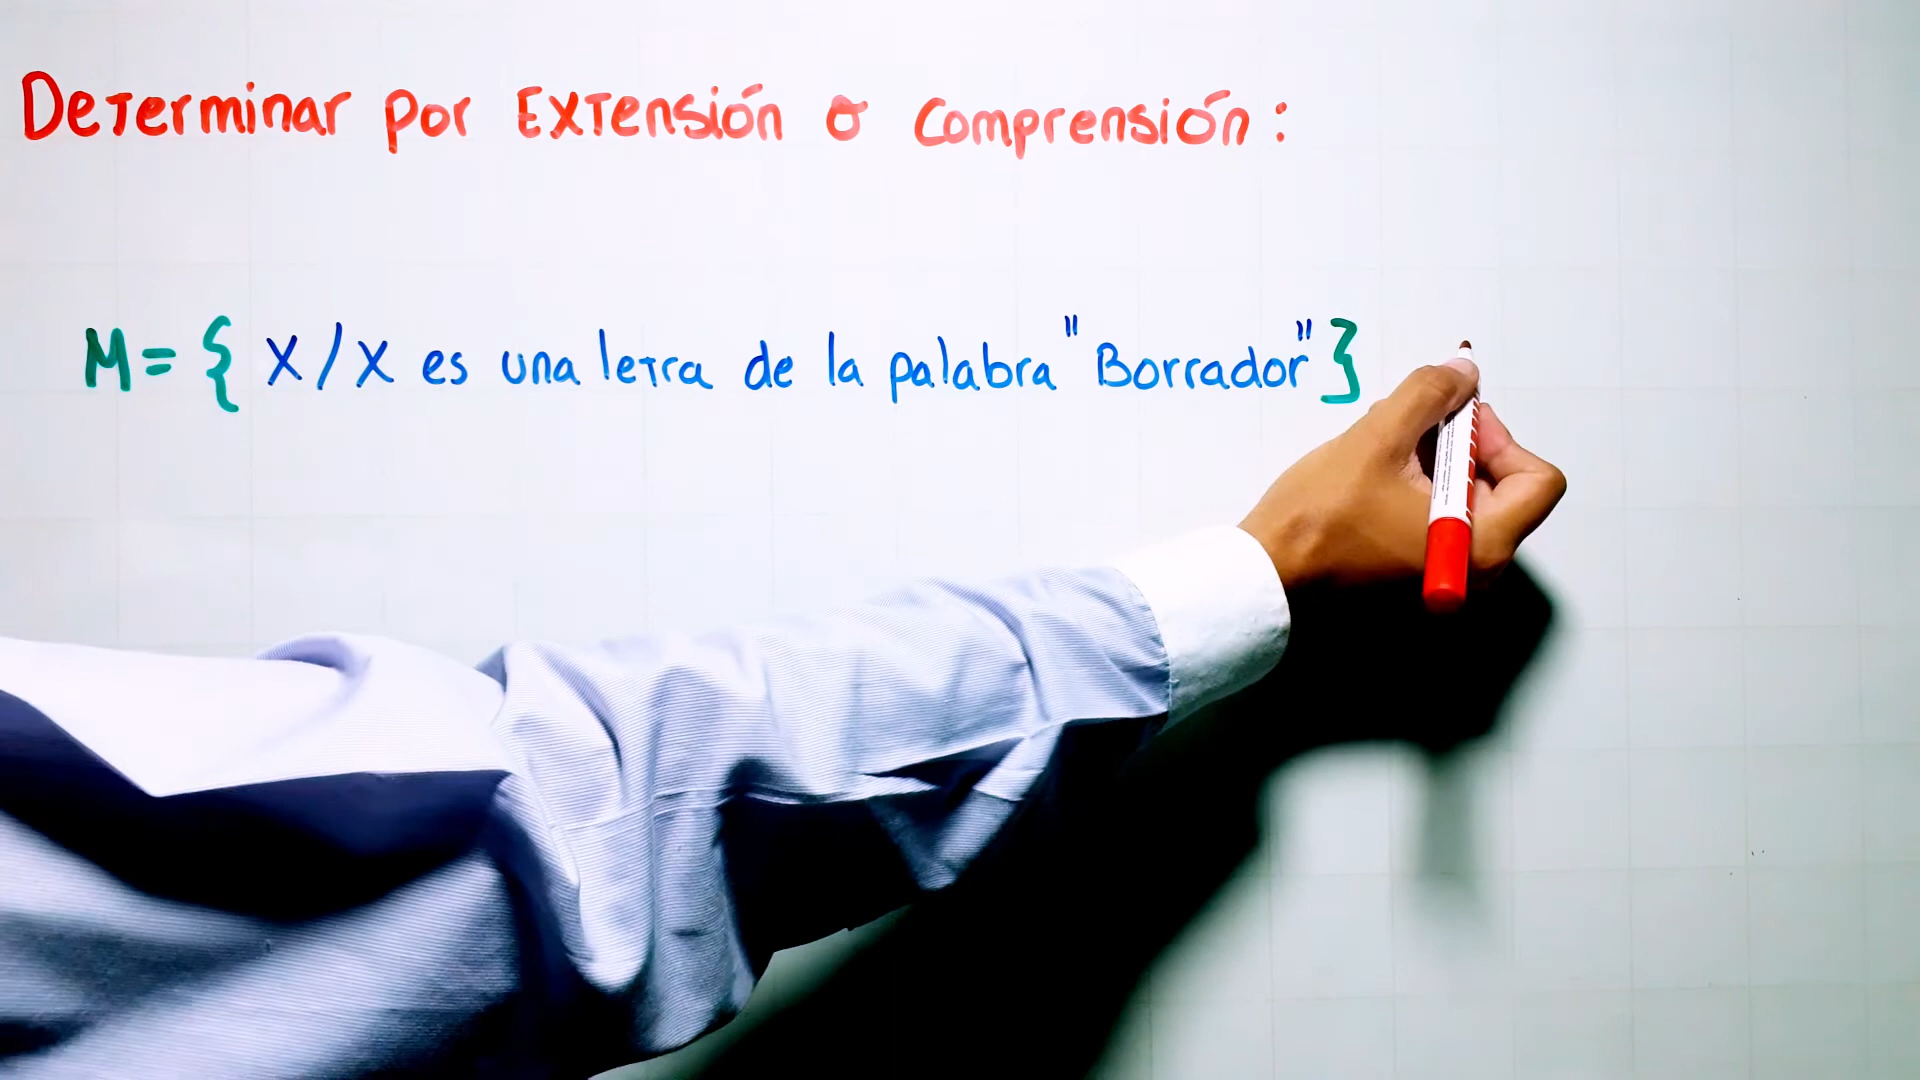 Determinar por Extensión o Comprensión:
M = { X / X es una letra de la palabra "Borrador" }